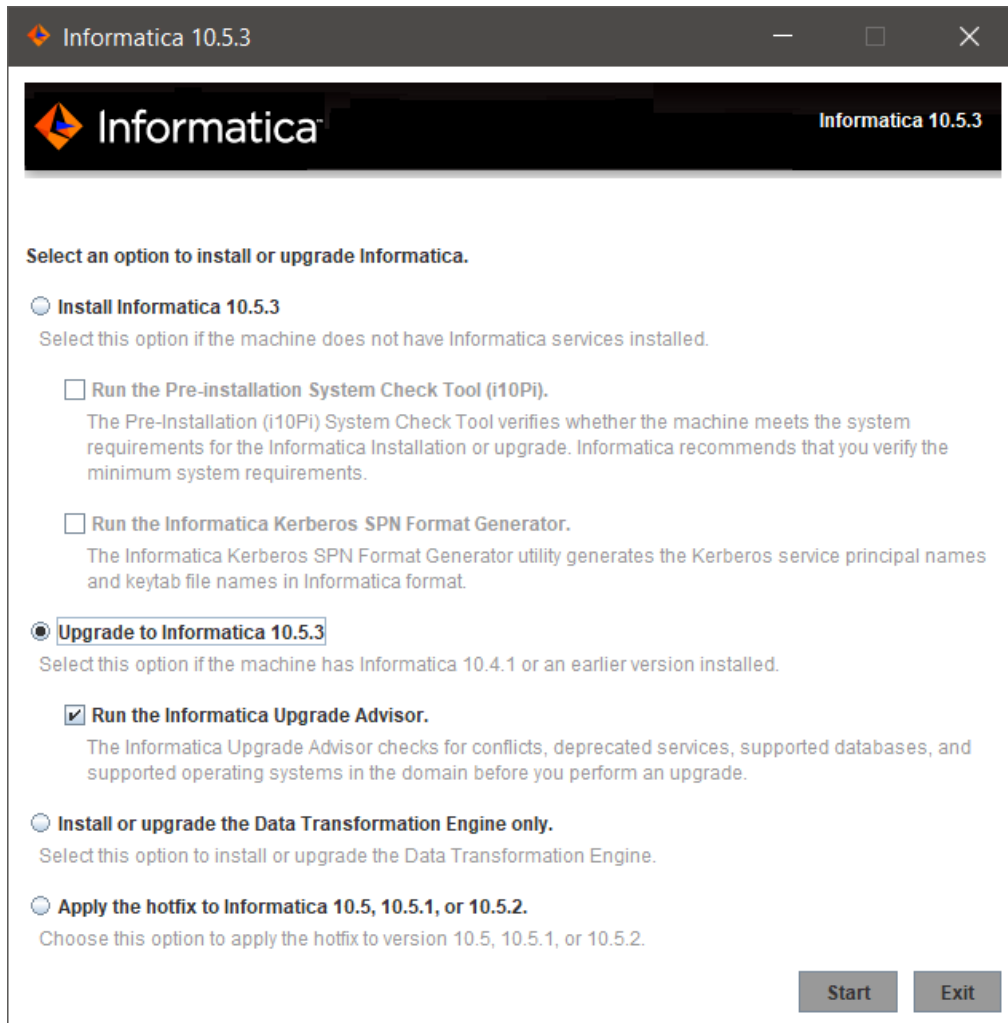 Informatica 10.5.3
Informatica™
Informatica 10.5.3
Select an option to install or upgrade Informatica.
Install Informatica 10.5.3
Select this option if the machine does not have Informatica services installed.
Run the Pre-installation System Check Tool (i10Pi).
The Pre-Installation (i10Pi) System Check Tool verifies whether the machine meets the system
requirements for the Informatica Installation or upgrade. Informatica recommends that you verify the
minimum system requirements.
Run the Informatica Kerberos SPN Format Generator.
The Informatica Kerberos SPN Format Generator utility generates the Kerberos service principal names
and keytab file names in Informatica format.
Upgrade to Informatica 10.5.3
Select this option if the machine has Informatica 10.4.1 or an earlier version installed.
Run the Informatica Upgrade Advisor.
The Informatica Upgrade Advisor checks for conflicts, deprecated services, supported databases, and
supported operating systems in the domain before you perform an upgrade.
Install or upgrade the Data Transformation Engine only.
Select this option to install or upgrade the Data Transformation Engine.
Apply the hotfix to Informatica 10.5, 10.5.1, or 10.5.2.
Choose this option to apply the hotfix to version 10.5, 10.5.1, or 10.5.2.
Start Exit